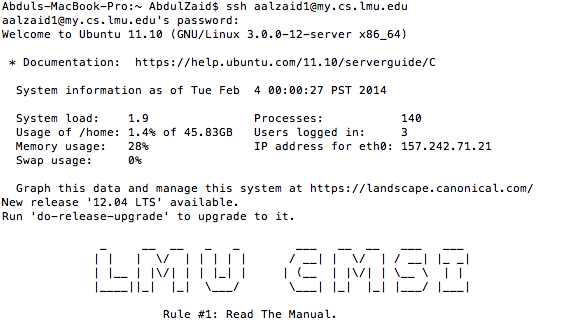 Abduls-MacBook-Pro:~ AbdulZaid$ ssh aalzaid1@my.cs.lmu.edu
aalzaid1@my.cs.lmu.edu's password:
Welcome to Ubuntu 11.10 (GNU/Linux 3.0.0-12-server x86_64)
* Documentation:  https://help.ubuntu.com/11.10/serverguide/C
System information as of Tue Feb  4 00:00:27 PST 2014
System load:    1.9                Processes:           140
Usage of /home: 1.4% of 45.83GB   Users logged in:     3
Memory usage:   28%                IP address for eth0: 157.242.71.21
Swap usage:     0%
Graph this data and manage this system at https://landscape.canonical.com/
New release '12.04 LTS' available.
Run 'do-release-upgrade' to upgrade to it.
LMU CMSI
Rule #1: Read The Manual.